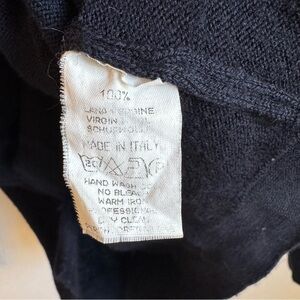 100%
LANA VERGINE
VIRGIN WOOL
SCHURWOLLE
MADE IN ITALY
HAND WASH
NO BLEACH
WARM IRON
PROFESSIONAL
DRY CLEAN